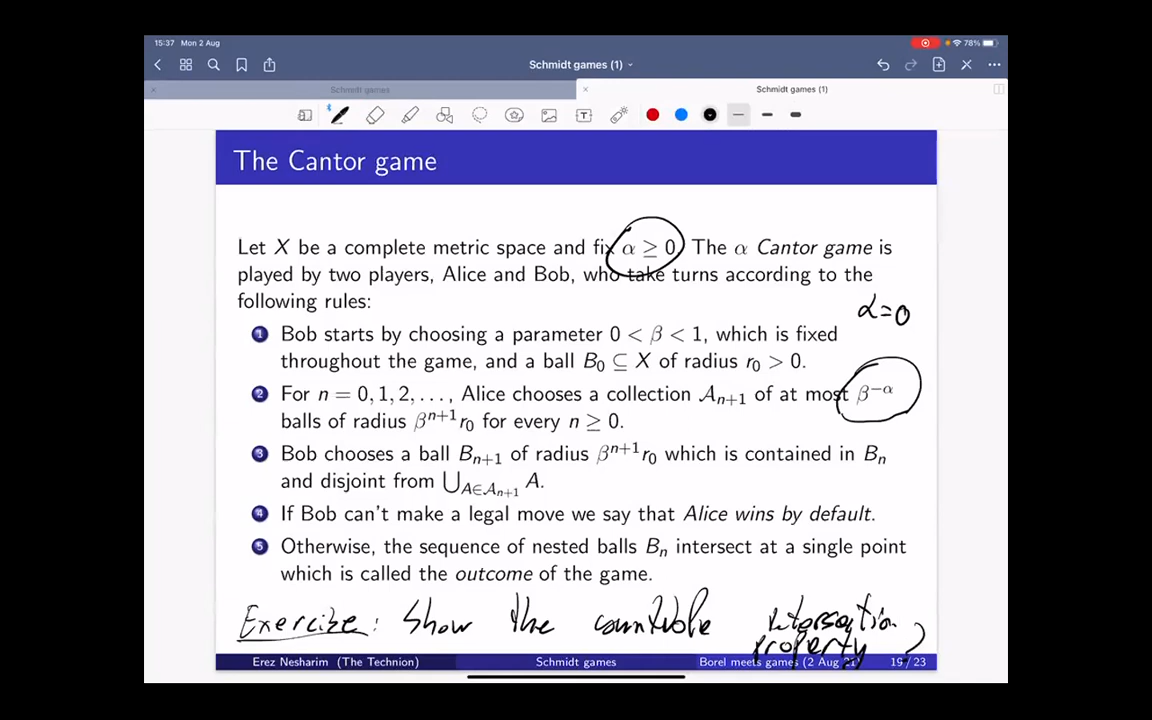 15:37 Mon 2 Aug
78%
Schmidt games (1)
Schmidt games
Schmidt games (1)
The Cantor game
Let X be a complete metric space and fix α ≥ 0. The α Cantor game is
played by two players, Alice and Bob, who take turns according to the
following rules:
α=0
1 Bob starts by choosing a parameter 0 < β < 1, which is fixed
throughout the game, and a ball B₀ ⊆ X of radius r₀ > 0.
2 For n = 0, 1, 2, . . . , Alice chooses a collection 𝒜ₙ₊₁ of at most β^{−α}
balls of radius βⁿ⁺¹r₀ for every n ≥ 0.
3 Bob chooses a ball Bₙ₊₁ of radius βⁿ⁺¹r₀ which is contained in Bₙ
and disjoint from ⋃_{A∈𝒜ₙ₊₁} A.
4 If Bob can't make a legal move we say that Alice wins by default.
5 Otherwise, the sequence of nested balls Bₙ intersect at a single point
which is called the outcome of the game.
Exercise: Show the countable intersection
property
Erez Nesharim (The Technion) Schmidt games Borel meets games (2 Aug 19 / 23